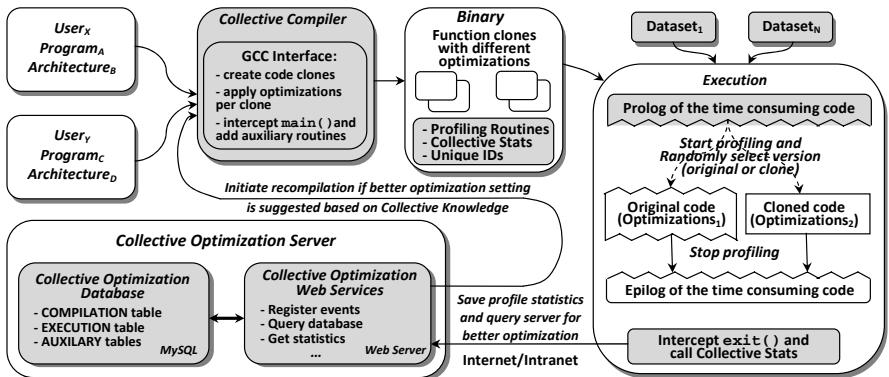 User_X
Program_A
Architecture_B
User_Y
Program_C
Architecture_D
Collective Compiler
GCC Interface:
- create code clones
- apply optimizations
per clone
- intercept main() and
add auxiliary routines
Binary
Function clones
with different
optimizations
- Profiling Routines
- Collective Stats
- Unique IDs
Dataset_1
Dataset_N
Execution
Prolog of the time consuming code
Start profiling and
Randomly select version
(original or clone)
Original code
(Optimizations_1)
Cloned code
(Optimizations_2)
Stop profiling
Epilog of the time consuming code
Intercept exit() and
call Collective Stats
Initiate recompilation if better optimization setting
is suggested based on Collective Knowledge
Collective Optimization Server
Collective Optimization
Database
- COMPILATION table
- EXECUTION table
- AUXILARY tables
MySQL
Collective Optimization
Web Services
- Register events
- Query database
- Get statistics
...
Web Server
Save profile statistics
and query server for
better optimization
Internet/Intranet